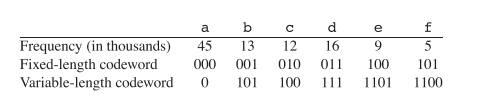 a b c d e f
Frequency (in thousands) 45 13 12 16 9 5
Fixed-length codeword 000 001 010 011 100 101
Variable-length codeword 0 101 100 111 1101 1100